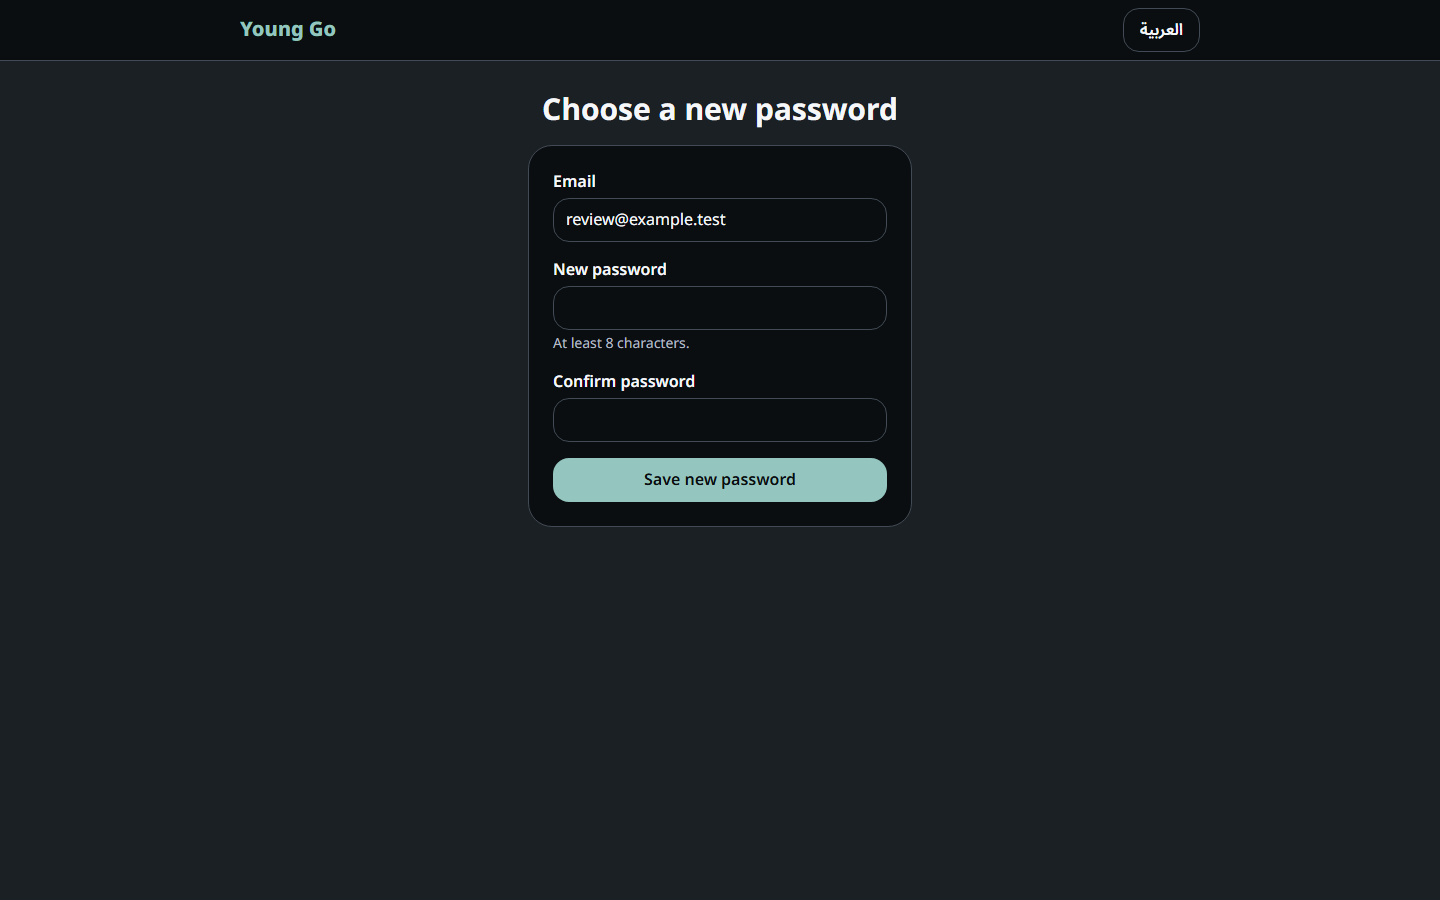 Young Go
العربية
Choose a new password
Email
review@example.test
New password
At least 8 characters.
Confirm password
Save new password